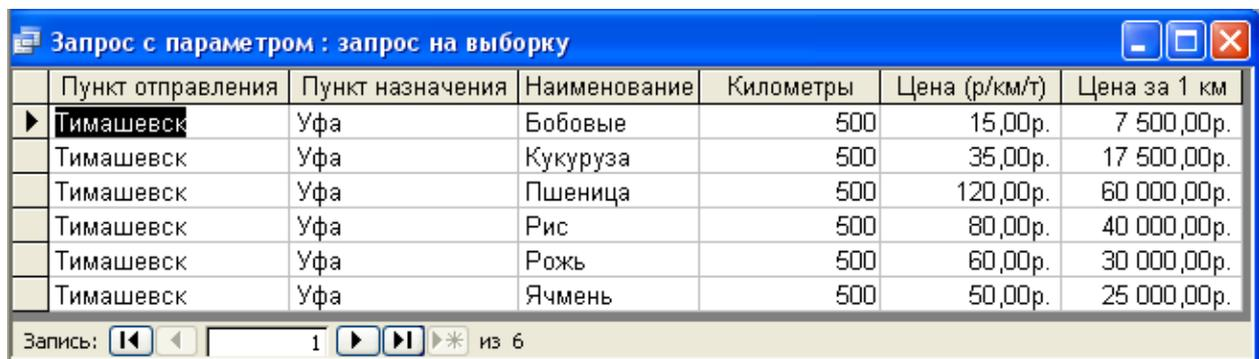 Запрос с параметром : запрос на выборку
Пункт отправления Пункт назначения Наименование Километры Цена (р/км/т) Цена за 1 км
Тимашевск Уфа Бобовые 500 15,00р. 7 500,00р.
Тимашевск Уфа Кукуруза 500 35,00р. 17 500,00р.
Тимашевск Уфа Пшеница 500 120,00р. 60 000,00р.
Тимашевск Уфа Рис 500 80,00р. 40 000,00р.
Тимашевск Уфа Рожь 500 60,00р. 30 000,00р.
Тимашевск Уфа Ячмень 500 50,00р. 25 000,00р.
Запись: 1 из 6